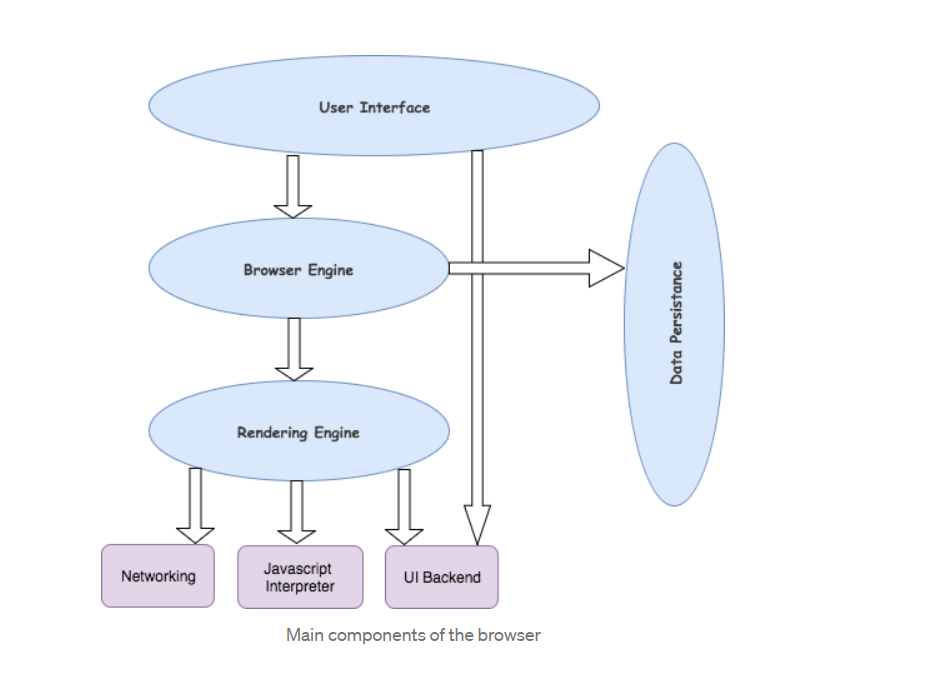 User Interface
Browser Engine
Data Persistance
Rendering Engine
Networking
Javascript
Interpreter
UI Backend
Main components of the browser